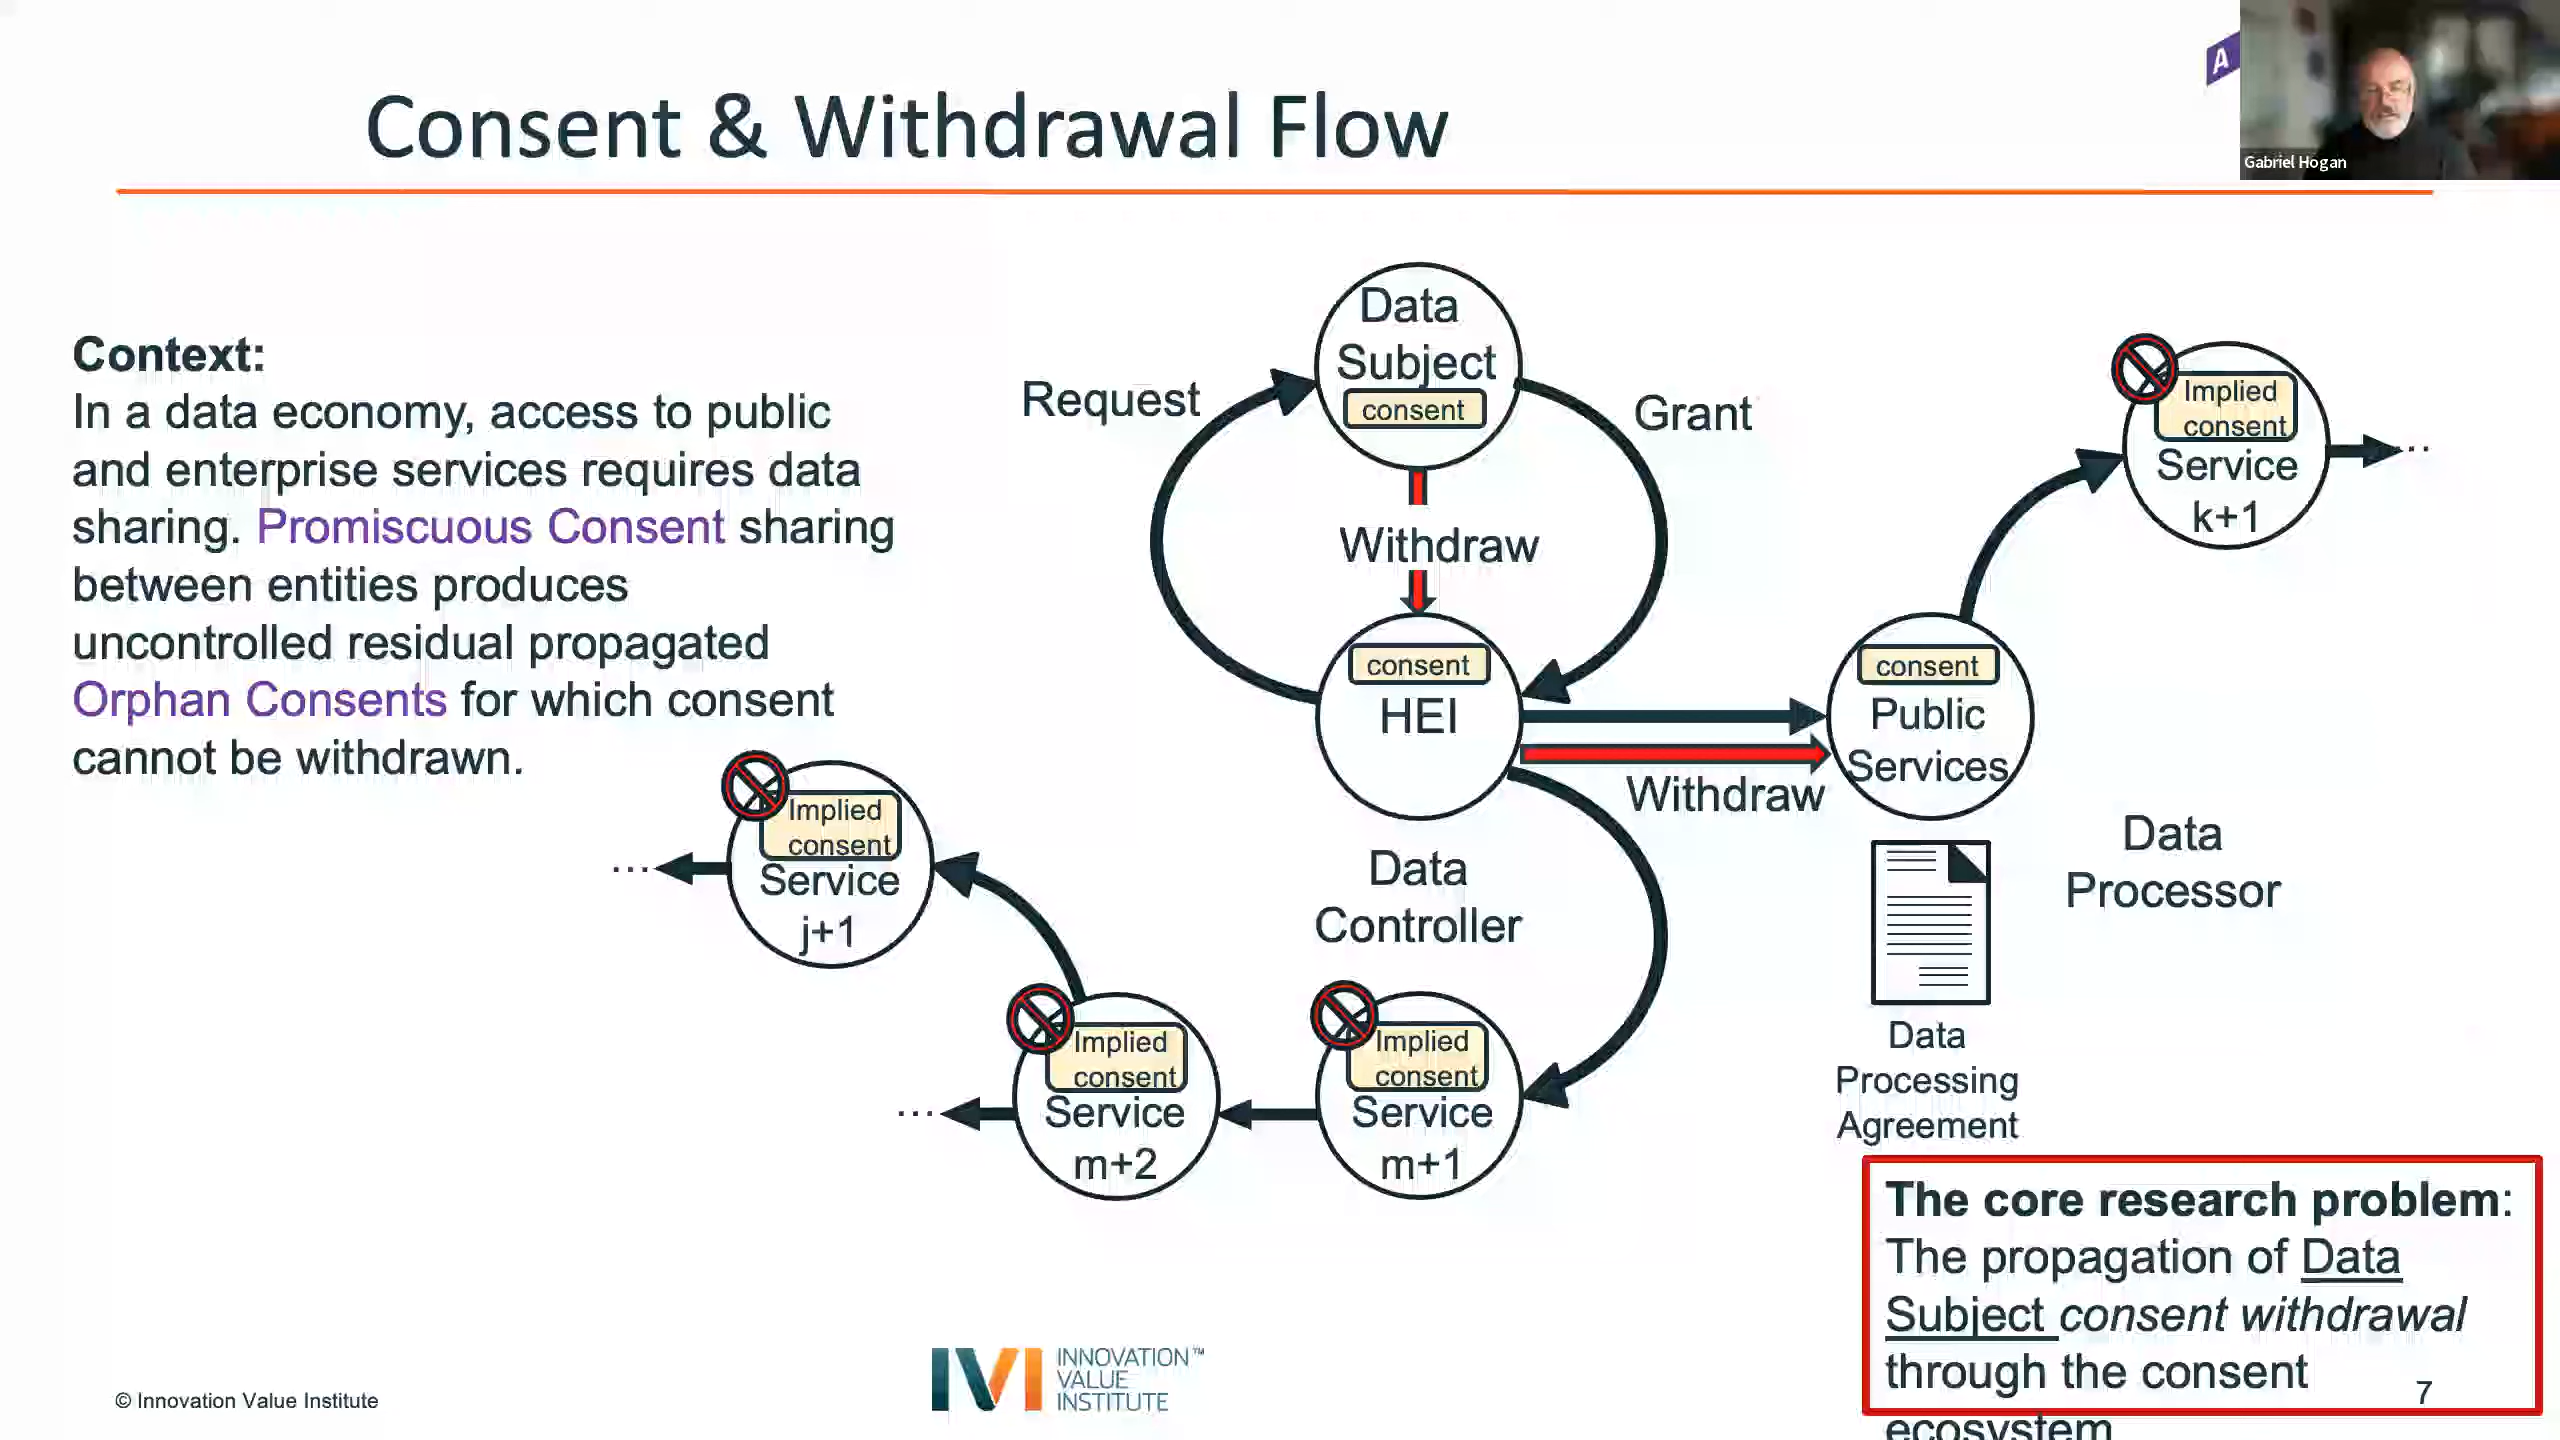 Consent & Withdrawal Flow
A
Gabriel Hogan
Context:
In a data economy, access to public
and enterprise services requires data
sharing. Promiscuous Consent sharing
between entities produces
uncontrolled residual propagated
Orphan Consents for which consent
cannot be withdrawn.
Data
Subject
consent
Request
Grant
Withdraw
consent
HEI
Data
Controller
Withdraw
consent
Public
Services
Data
Processor
Data
Processing
Agreement
Implied
consent
Service
k+1
...
Implied
consent
Service
j+1
...
Implied
consent
Service
m+2
...
Implied
consent
Service
m+1
The core research problem:
The propagation of Data
Subject consent withdrawal
through the consent
ecosystem
7
© Innovation Value Institute
IVI
INNOVATION™
VALUE
INSTITUTE